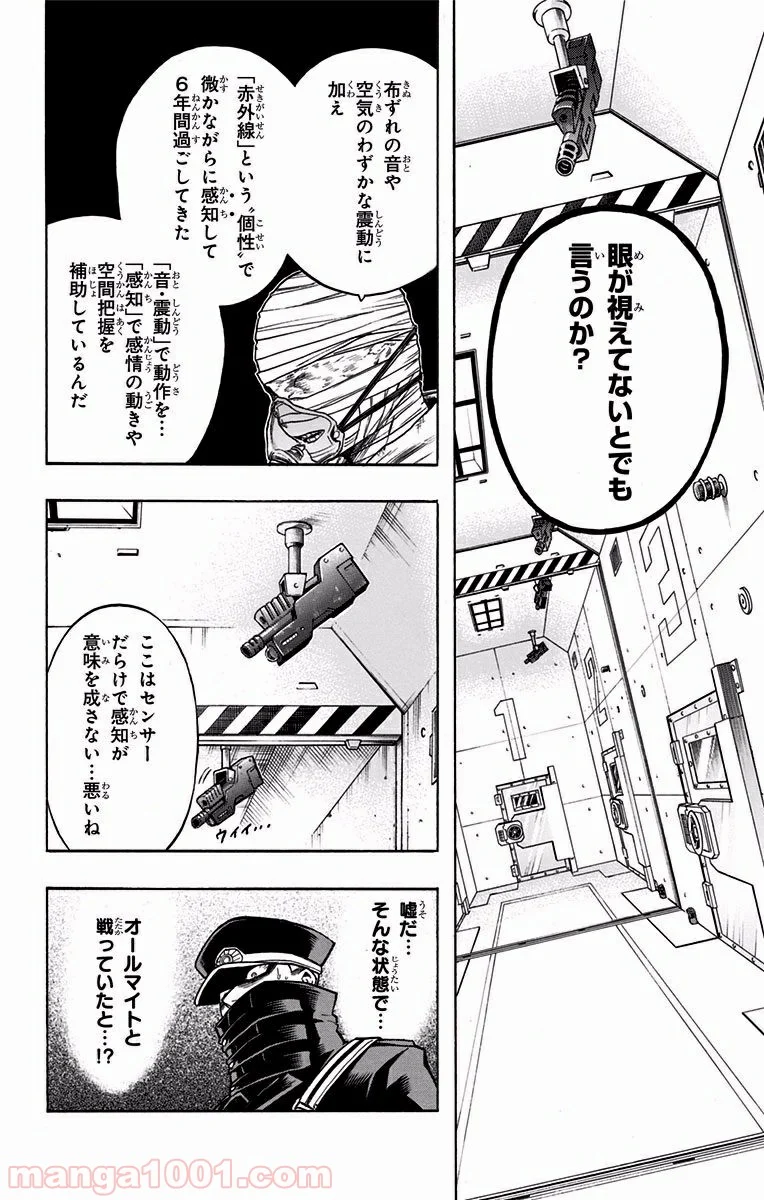 眼が視えてないとでも
言うのか?
布ずれの音や
空気のわずかな震動に
加え
「赤外線」という“個性”で
微かながらに感知して
6年間過ごしてきた
「音・震動」で動作を…
「感知」で感情の動きや
空間把握を
補助しているんだ
ここはセンサー
だらけで感知が
意味を成さない…悪いね
ウィイ…
嘘だ…
そんな状態で…
オールマイトと
戦っていたと…!?
1
2
3
manga1001.com